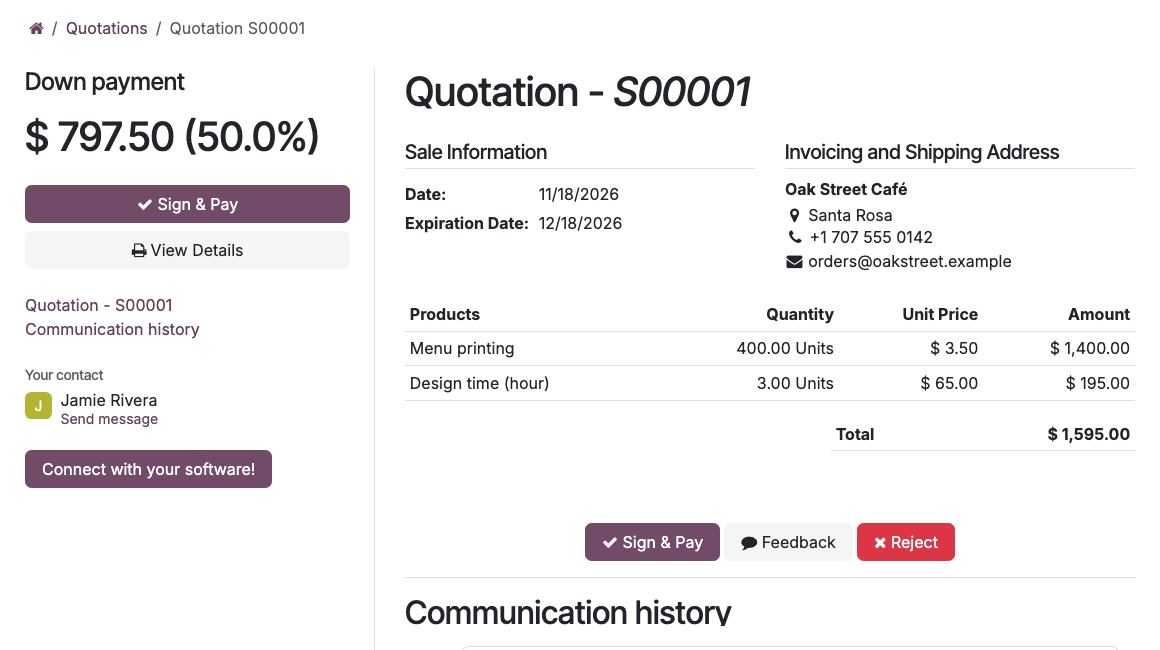 / Quotations / Quotation S00001
Down payment
$ 797.50 (50.0%)
Sign & Pay
View Details
Quotation - S00001
Communication history
Your contact
J
Jamie Rivera
Send message
Connect with your software!
Quotation - S00001
Sale Information
Date: 11/18/2026
Expiration Date: 12/18/2026
Invoicing and Shipping Address
Oak Street Café
Santa Rosa
+1 707 555 0142
orders@oakstreet.example
Products Quantity Unit Price Amount
Menu printing 400.00 Units $ 3.50 $ 1,400.00
Design time (hour) 3.00 Units $ 65.00 $ 195.00
Total $ 1,595.00
Sign & Pay Feedback Reject
Communication history